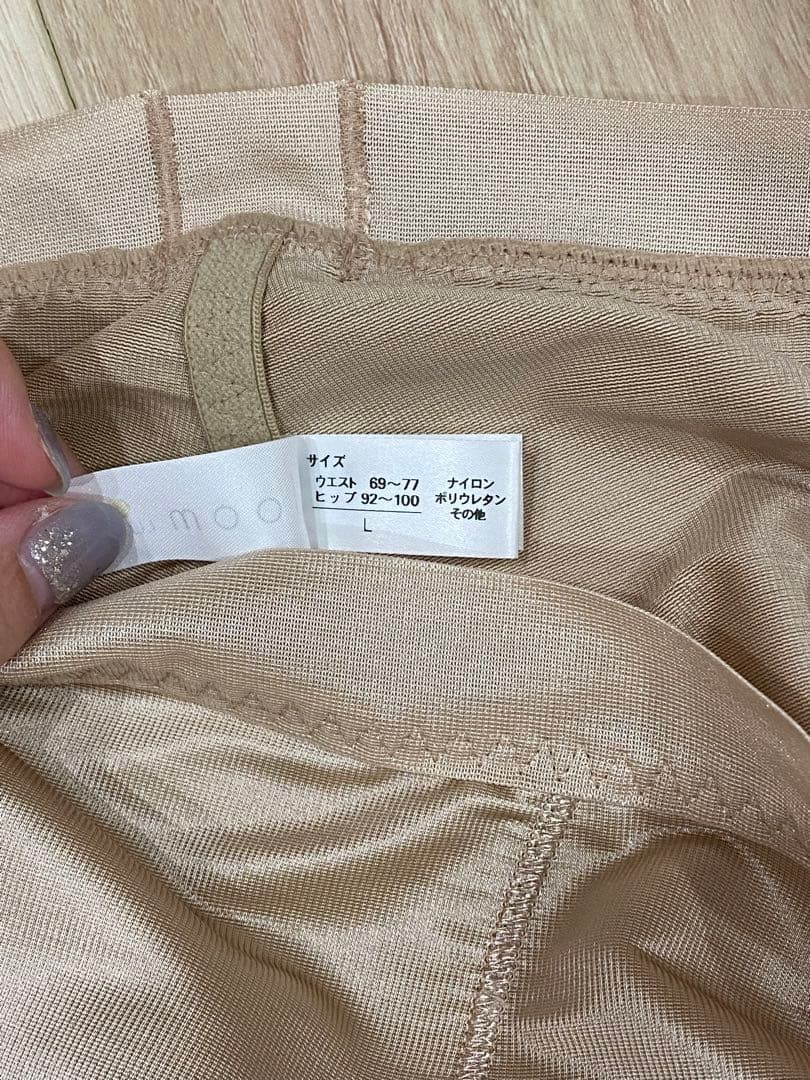 サイズ
ウエスト 69〜77
ヒップ 92〜100
L
ナイロン
ポリウレタン
その他